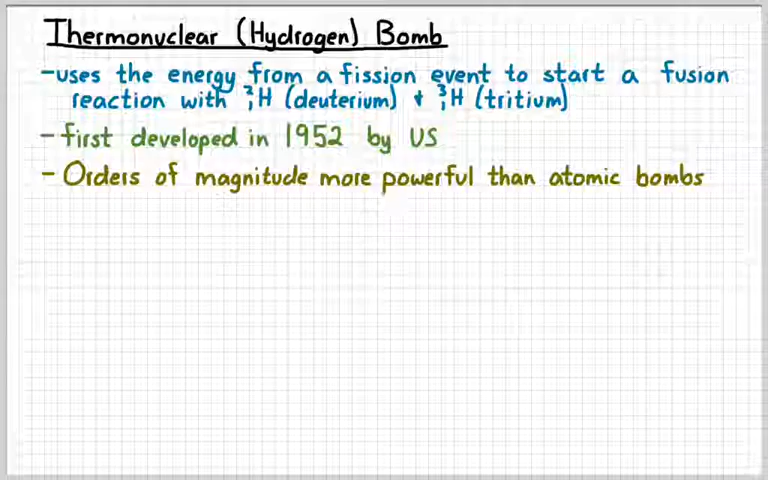 Thermonuclear (Hydrogen) Bomb
-uses the energy from a fission event to start a fusion
reaction with ²₁H (deuterium) + ³₁H (tritium)
- first developed in 1952 by US
- Orders of magnitude more powerful than atomic bombs